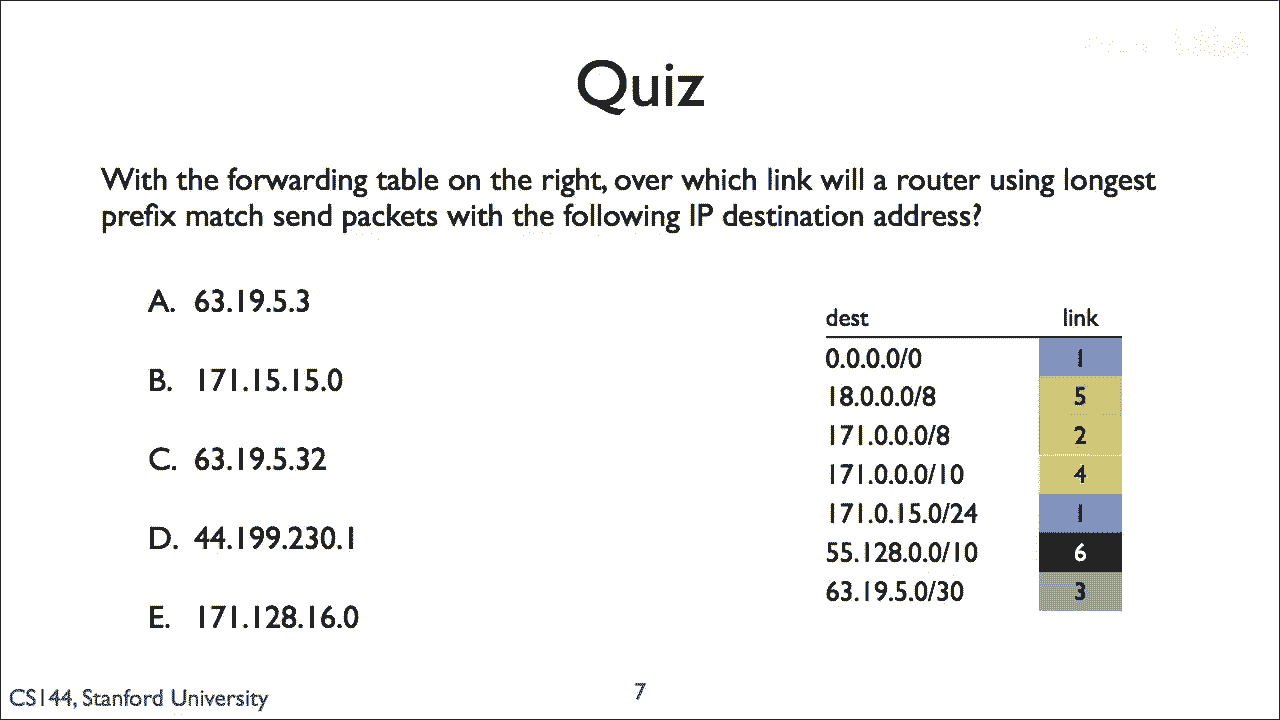 Quiz
With the forwarding table on the right, over which link will a router using longest
prefix match send packets with the following IP destination address?
A. 63.19.5.3
B. 171.15.15.0
C. 63.19.5.32
D. 44.199.230.1
E. 171.128.16.0
dest link
0.0.0.0/0 1
18.0.0.0/8 5
171.0.0.0/8 2
171.0.0.0/10 4
171.0.15.0/24 1
55.128.0.0/10 6
63.19.5.0/30 3
CS144, Stanford University
7